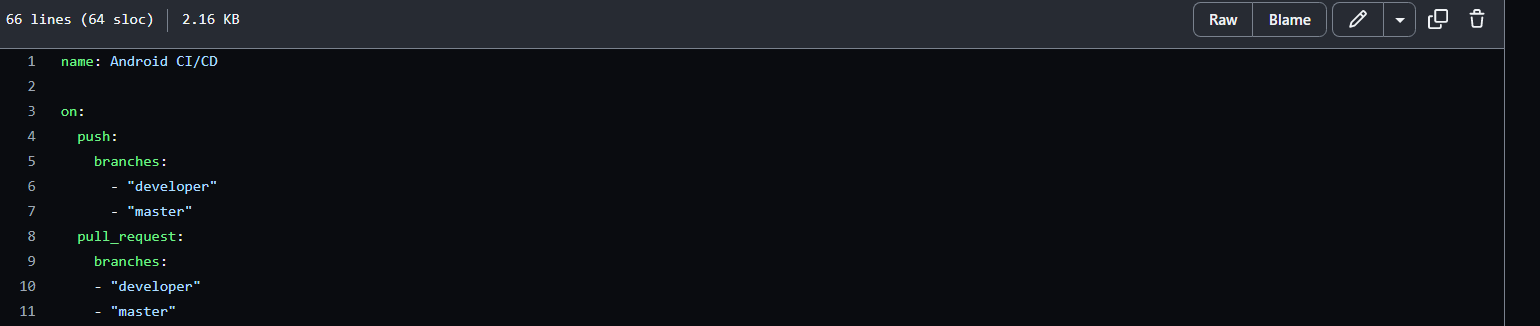 66 lines (64 sloc) 2.16 KB Raw Blame
1 name: Android CI/CD
2
3 on:
4   push:
5     branches:
6       - "developer"
7       - "master"
8   pull_request:
9     branches:
10     - "developer"
11     - "master"